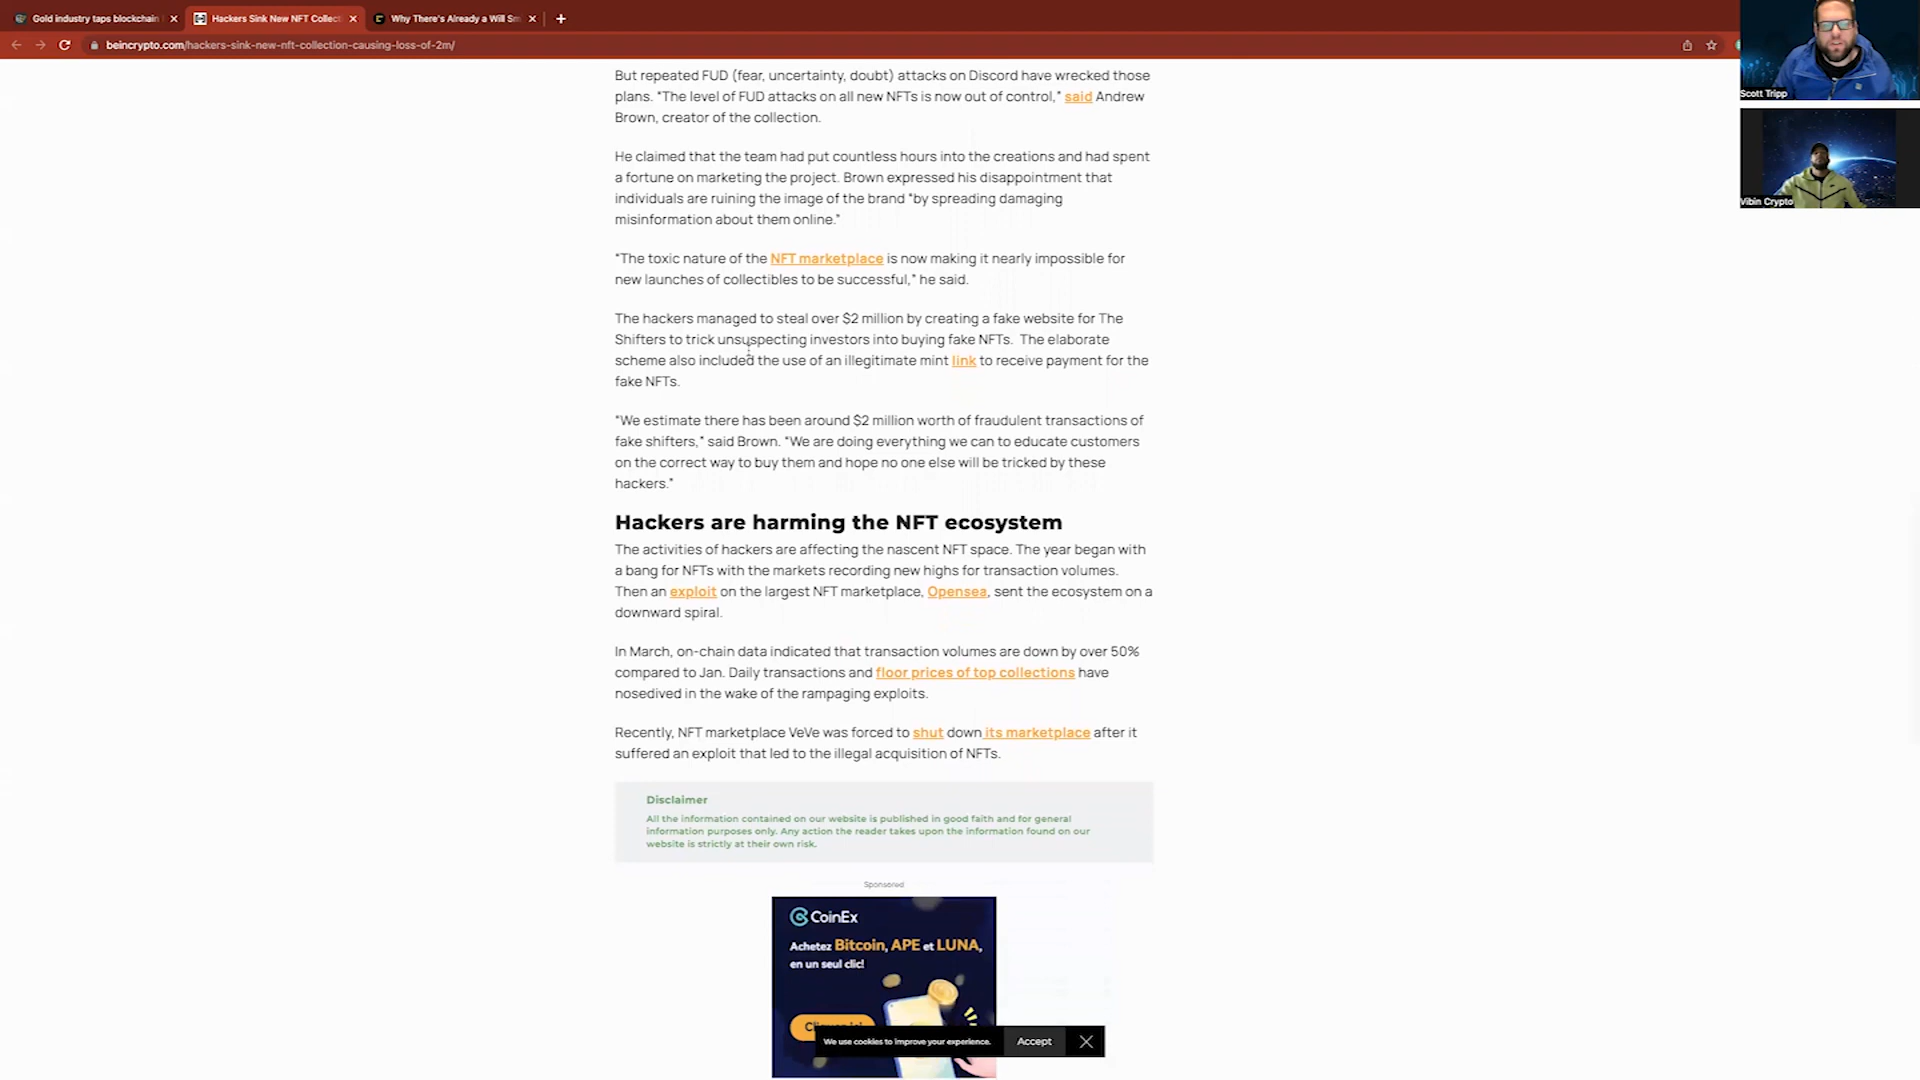 Gold industry taps blockchain
Hackers Sink New NFT Collect
Why There's Already a Will Sm
beincrypto.com/hackers-sink-new-nft-collection-causing-loss-of-2m/
Scott Tripp
Vibin Crypto
But repeated FUD (fear, uncertainty, doubt) attacks on Discord have wrecked those
plans. "The level of FUD attacks on all new NFTs is now out of control," said Andrew
Brown, creator of the collection.
He claimed that the team had put countless hours into the creations and had spent
a fortune on marketing the project. Brown expressed his disappointment that
individuals are ruining the image of the brand "by spreading damaging
misinformation about them online."
"The toxic nature of the NFT marketplace is now making it nearly impossible for
new launches of collectibles to be successful," he said.
The hackers managed to steal over $2 million by creating a fake website for The
Shifters to trick unsuspecting investors into buying fake NFTs. The elaborate
scheme also included the use of an illegitimate mint link to receive payment for the
fake NFTs.
"We estimate there has been around $2 million worth of fraudulent transactions of
fake shifters," said Brown. "We are doing everything we can to educate customers
on the correct way to buy them and hope no one else will be tricked by these
hackers."
Hackers are harming the NFT ecosystem
The activities of hackers are affecting the nascent NFT space. The year began with
a bang for NFTs with the markets recording new highs for transaction volumes.
Then an exploit on the largest NFT marketplace, Opensea, sent the ecosystem on a
downward spiral.
In March, on-chain data indicated that transaction volumes are down by over 50%
compared to Jan. Daily transactions and floor prices of top collections have
nosedived in the wake of the rampaging exploits.
Recently, NFT marketplace VeVe was forced to shut down its marketplace after it
suffered an exploit that led to the illegal acquisition of NFTs.
Disclaimer
All the information contained on our website is published in good faith and for general
information purposes only. Any action the reader takes upon the information found on our
website is strictly at their own risk.
Sponsored
CoinEx
Achetez Bitcoin, APE et LUNA,
en un seul clic!
We use cookies to improve your experience.
Accept